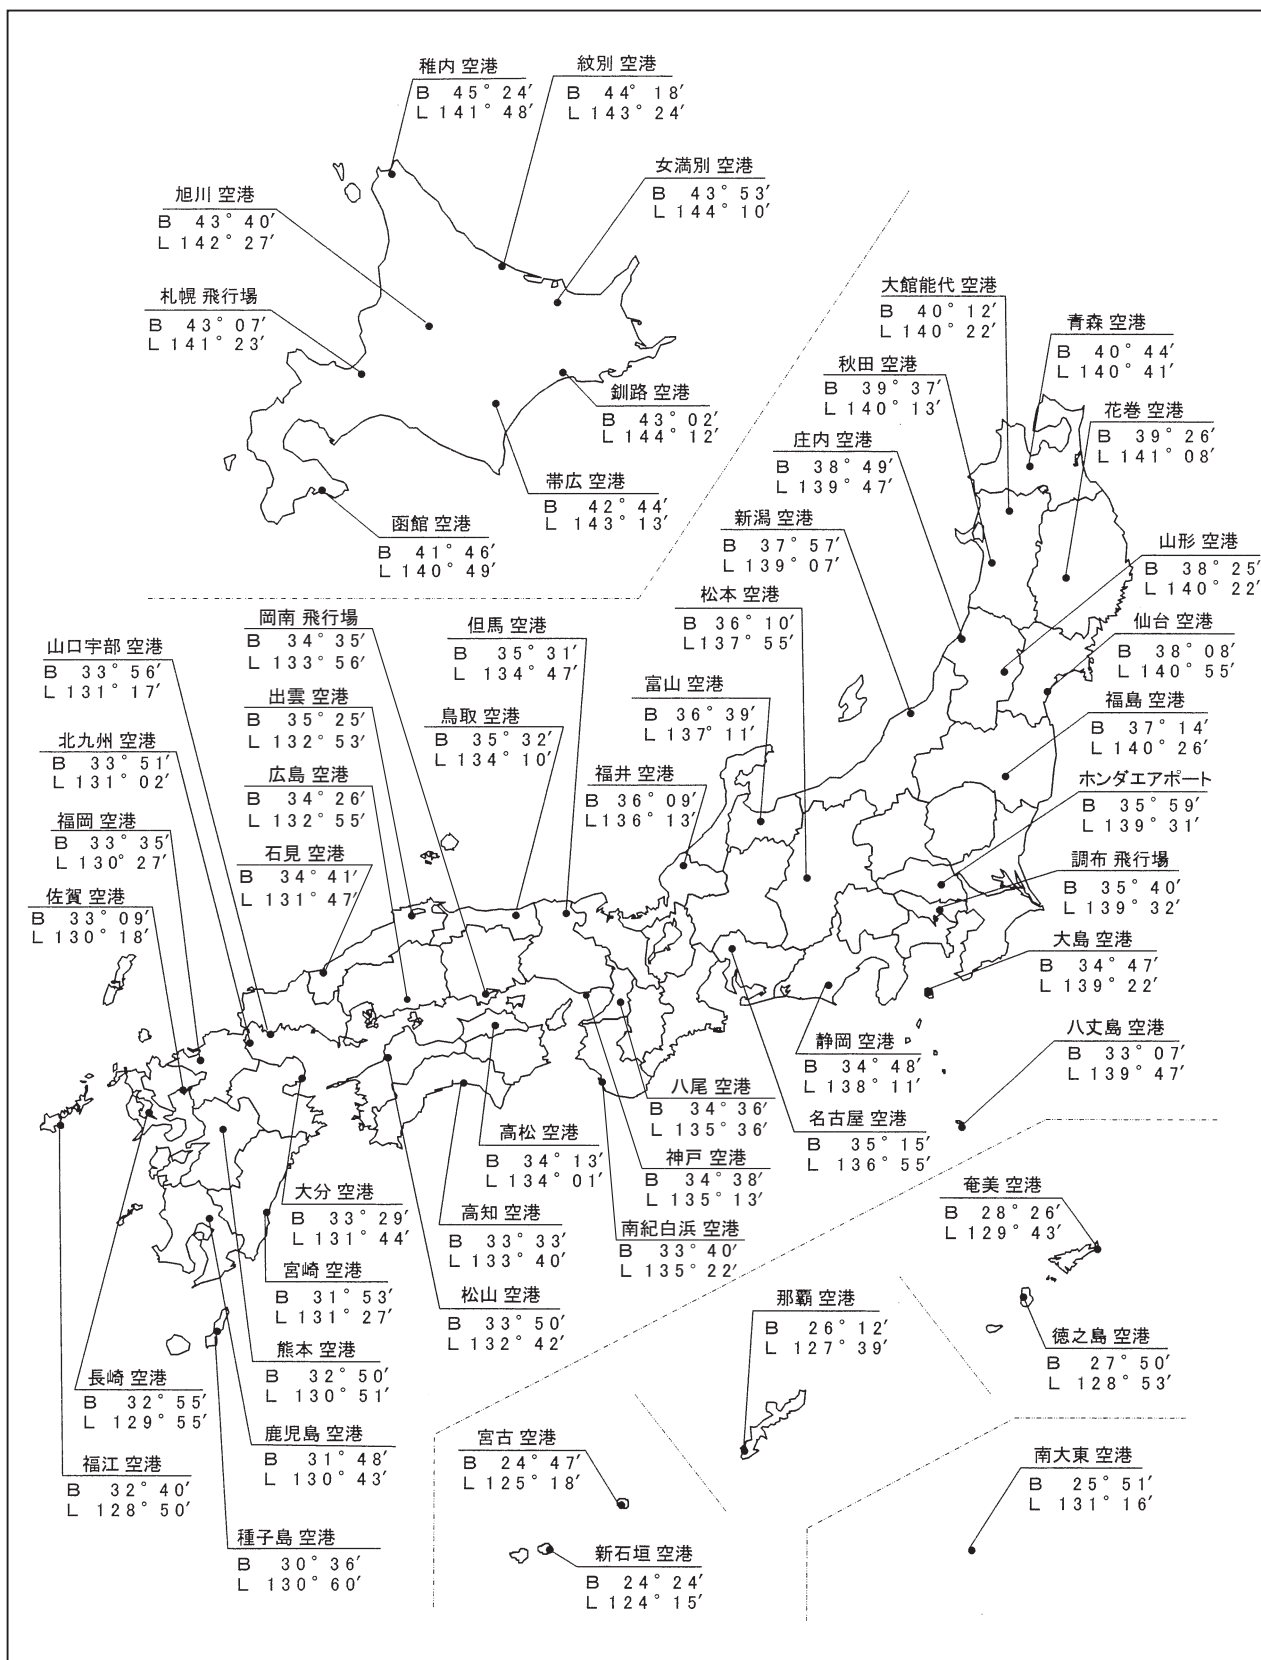 稚内 空港
B 45° 24′
L 141° 48′
紋別 空港
B 44° 18′
L 143° 24′
女満別 空港
B 43° 53′
L 144° 10′
旭川 空港
B 43° 40′
L 142° 27′
札幌 飛行場
B 43° 07′
L 141° 23′
釧路 空港
B 43° 02′
L 144° 12′
帯広 空港
B 42° 44′
L 143° 13′
函館 空港
B 41° 46′
L 140° 49′
大館能代 空港
B 40° 12′
L 140° 22′
青森 空港
B 40° 44′
L 140° 41′
秋田 空港
B 39° 37′
L 140° 13′
花巻 空港
B 39° 26′
L 141° 08′
庄内 空港
B 38° 49′
L 139° 47′
新潟 空港
B 37° 57′
L 139° 07′
山形 空港
B 38° 25′
L 140° 22′
松本 空港
B 36° 10′
L 137° 55′
仙台 空港
B 38° 08′
L 140° 55′
富山 空港
B 36° 39′
L 137° 11′
福島 空港
B 37° 14′
L 140° 26′
福井 空港
B 36° 09′
L 136° 13′
ホンダエアポート
B 35° 59′
L 139° 31′
調布 飛行場
B 35° 40′
L 139° 32′
大島 空港
B 34° 47′
L 139° 22′
八丈島 空港
B 33° 07′
L 139° 47′
岡南 飛行場
B 34° 35′
L 133° 56′
但馬 空港
B 35° 31′
L 134° 47′
山口宇部 空港
B 33° 56′
L 131° 17′
出雲 空港
B 35° 25′
L 132° 53′
鳥取 空港
B 35° 32′
L 134° 10′
北九州 空港
B 33° 51′
L 131° 02′
広島 空港
B 34° 26′
L 132° 55′
福岡 空港
B 33° 35′
L 130° 27′
石見 空港
B 34° 41′
L 131° 47′
佐賀 空港
B 33° 09′
L 130° 18′
静岡 空港
B 34° 48′
L 138° 11′
八尾 空港
B 34° 36′
L 135° 36′
名古屋 空港
B 35° 15′
L 136° 55′
高松 空港
B 34° 13′
L 134° 01′
神戸 空港
B 34° 38′
L 135° 13′
大分 空港
B 33° 29′
L 131° 44′
高知 空港
B 33° 33′
L 133° 40′
南紀白浜 空港
B 33° 40′
L 135° 22′
宮崎 空港
B 31° 53′
L 131° 27′
松山 空港
B 33° 50′
L 132° 42′
熊本 空港
B 32° 50′
L 130° 51′
長崎 空港
B 32° 55′
L 129° 55′
鹿児島 空港
B 31° 48′
L 130° 43′
福江 空港
B 32° 40′
L 128° 50′
種子島 空港
B 30° 36′
L 130° 60′
奄美 空港
B 28° 26′
L 129° 43′
那覇 空港
B 26° 12′
L 127° 39′
徳之島 空港
B 27° 50′
L 128° 53′
宮古 空港
B 24° 47′
L 125° 18′
南大東 空港
B 25° 51′
L 131° 16′
新石垣 空港
B 24° 24′
L 124° 15′